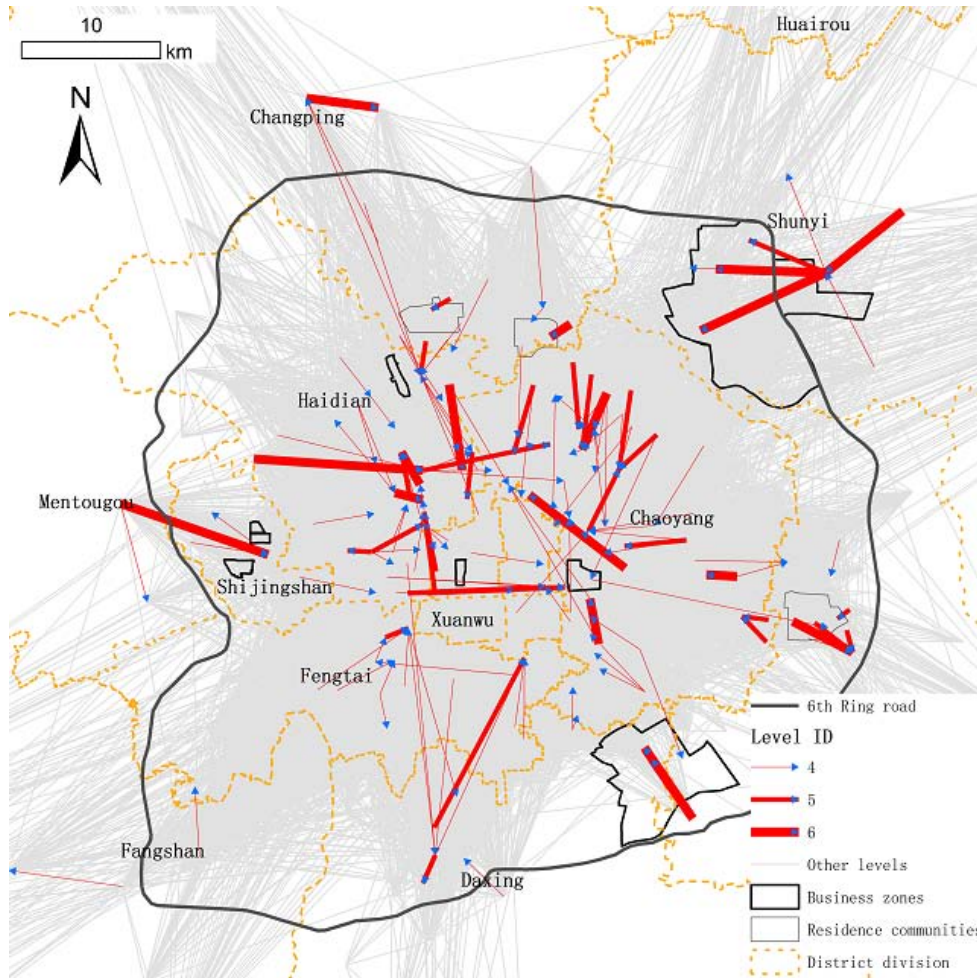 10
km
N
Huairou
Changping
Shunyi
Haidian
Mentougou
Chaoyang
Shijingshan
Xuanwu
Fengtai
Fangshan
Daxing
6th Ring road
Level ID
4
5
6
Other levels
Business zones
Residence communities
District division